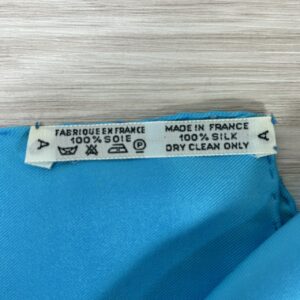 A
FABRIQUE EN FRANCE
100% SOIE
P
MADE IN FRANCE
100% SILK
DRY CLEAN ONLY
A